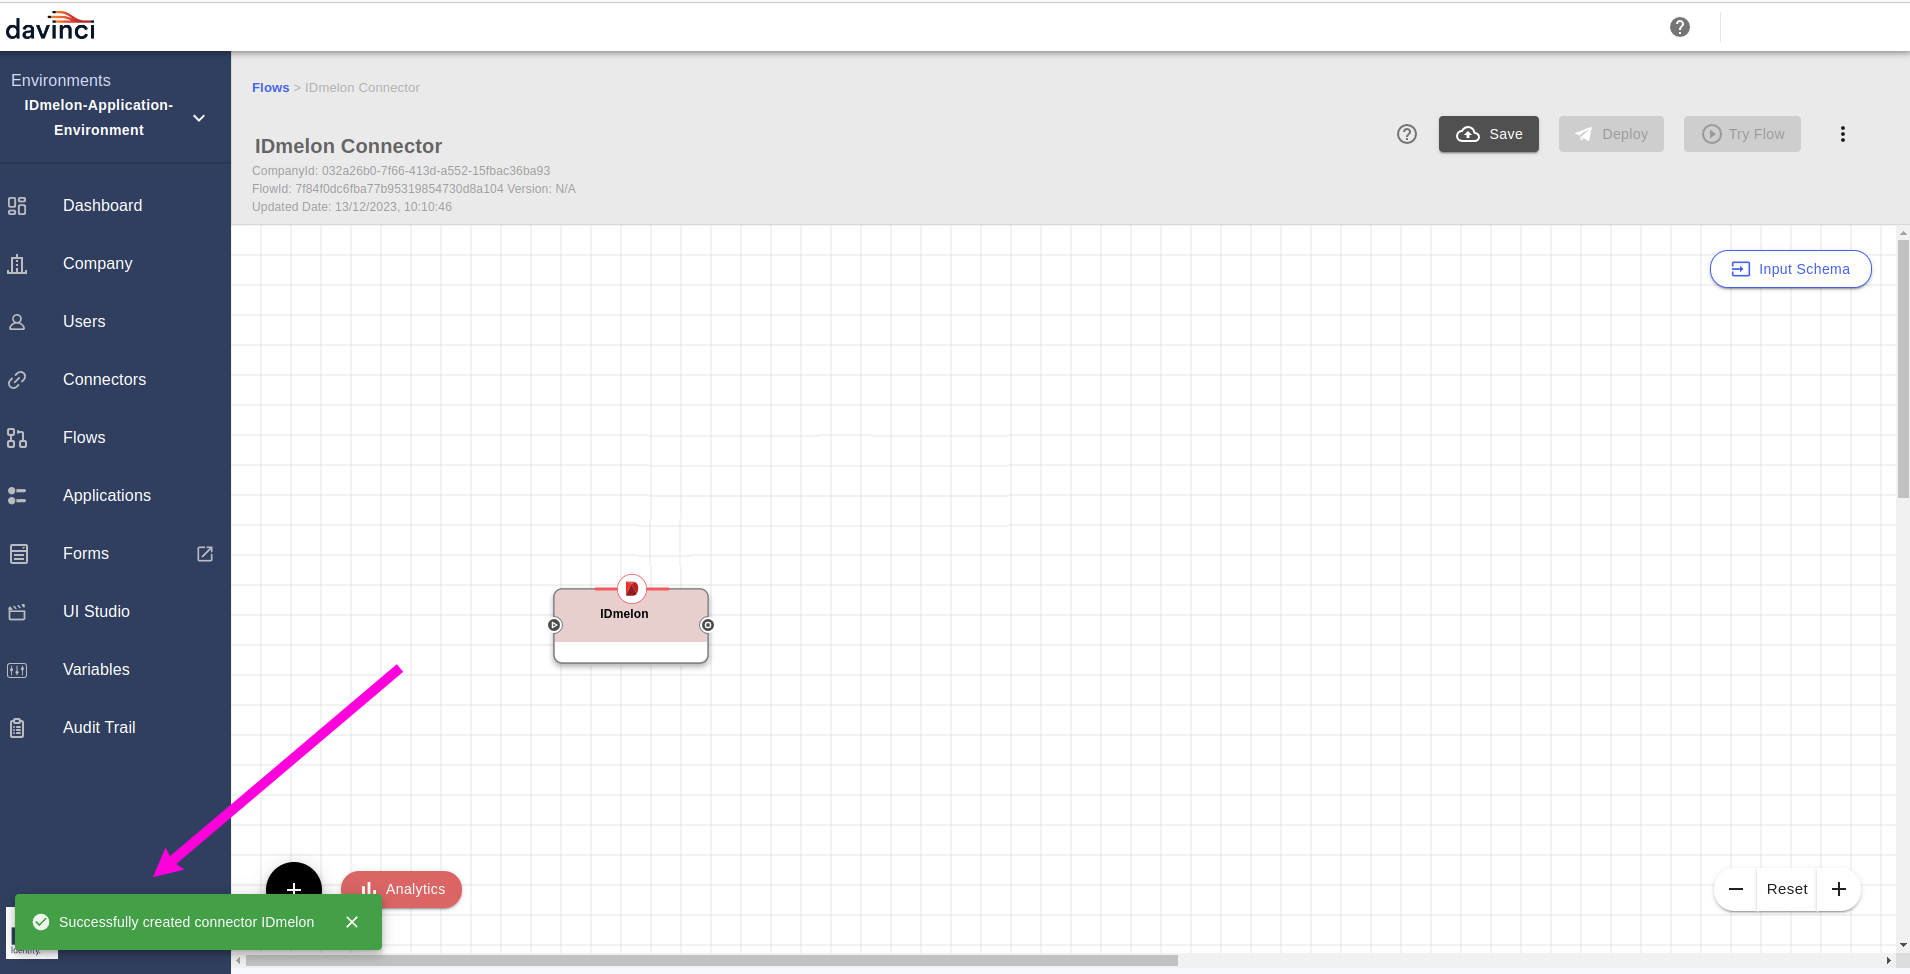 davinci
Environments
IDmelon-Application-
Environment
Dashboard
Company
Users
Connectors
Flows
Applications
Forms
UI Studio
Variables
Audit Trail
Flows > IDmelon Connector
IDmelon Connector
CompanyId: 032a26b0-7f66-413d-a552-15fbac36ba93
FlowId: 7f84f0dc6fba77b95319854730d8a104 Version: N/A
Updated Date: 13/12/2023, 10:10:46
Save
Deploy
Try Flow
Input Schema
IDmelon
Analytics
Reset
Successfully created connector IDmelon
Identity.